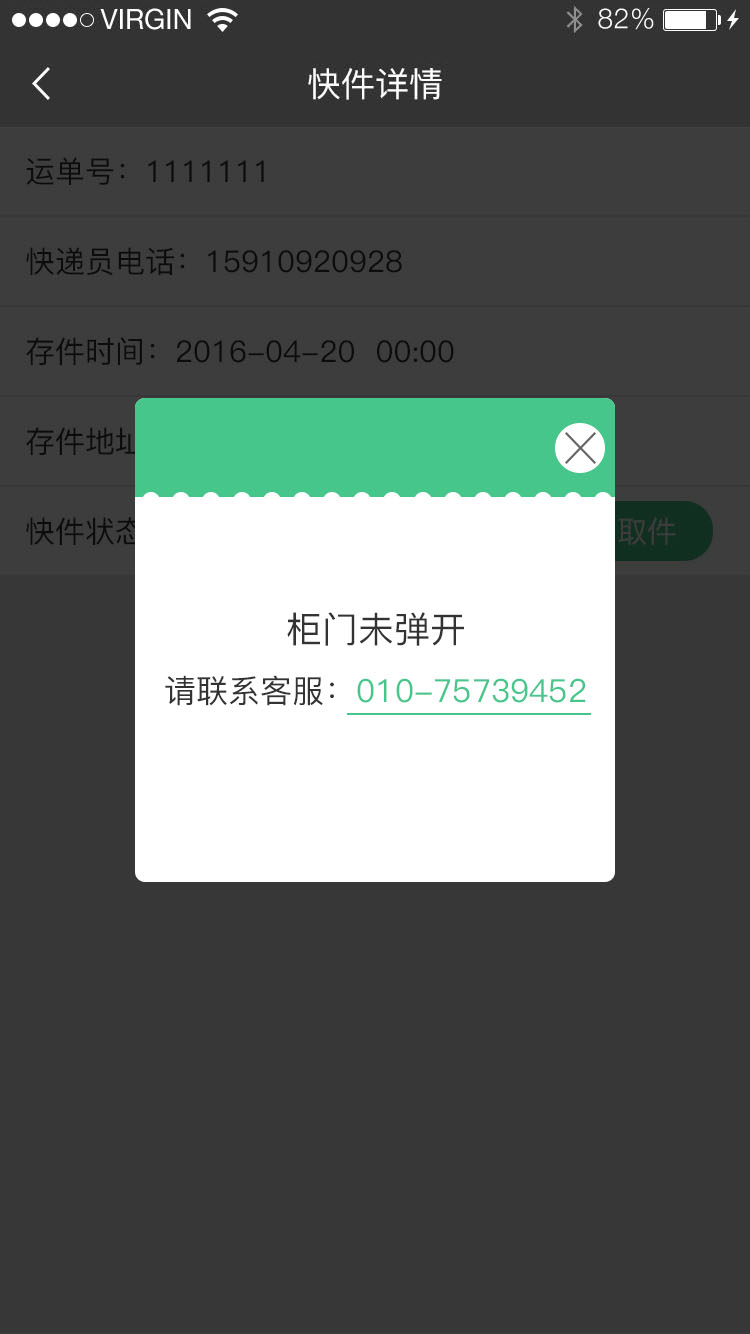 VIRGIN 82%
快件详情
运单号：1111111
快递员电话：15910920928
存件时间：2016-04-20 00:00
存件地址
快件状态 取件
柜门未弹开
请联系客服：010-75739452